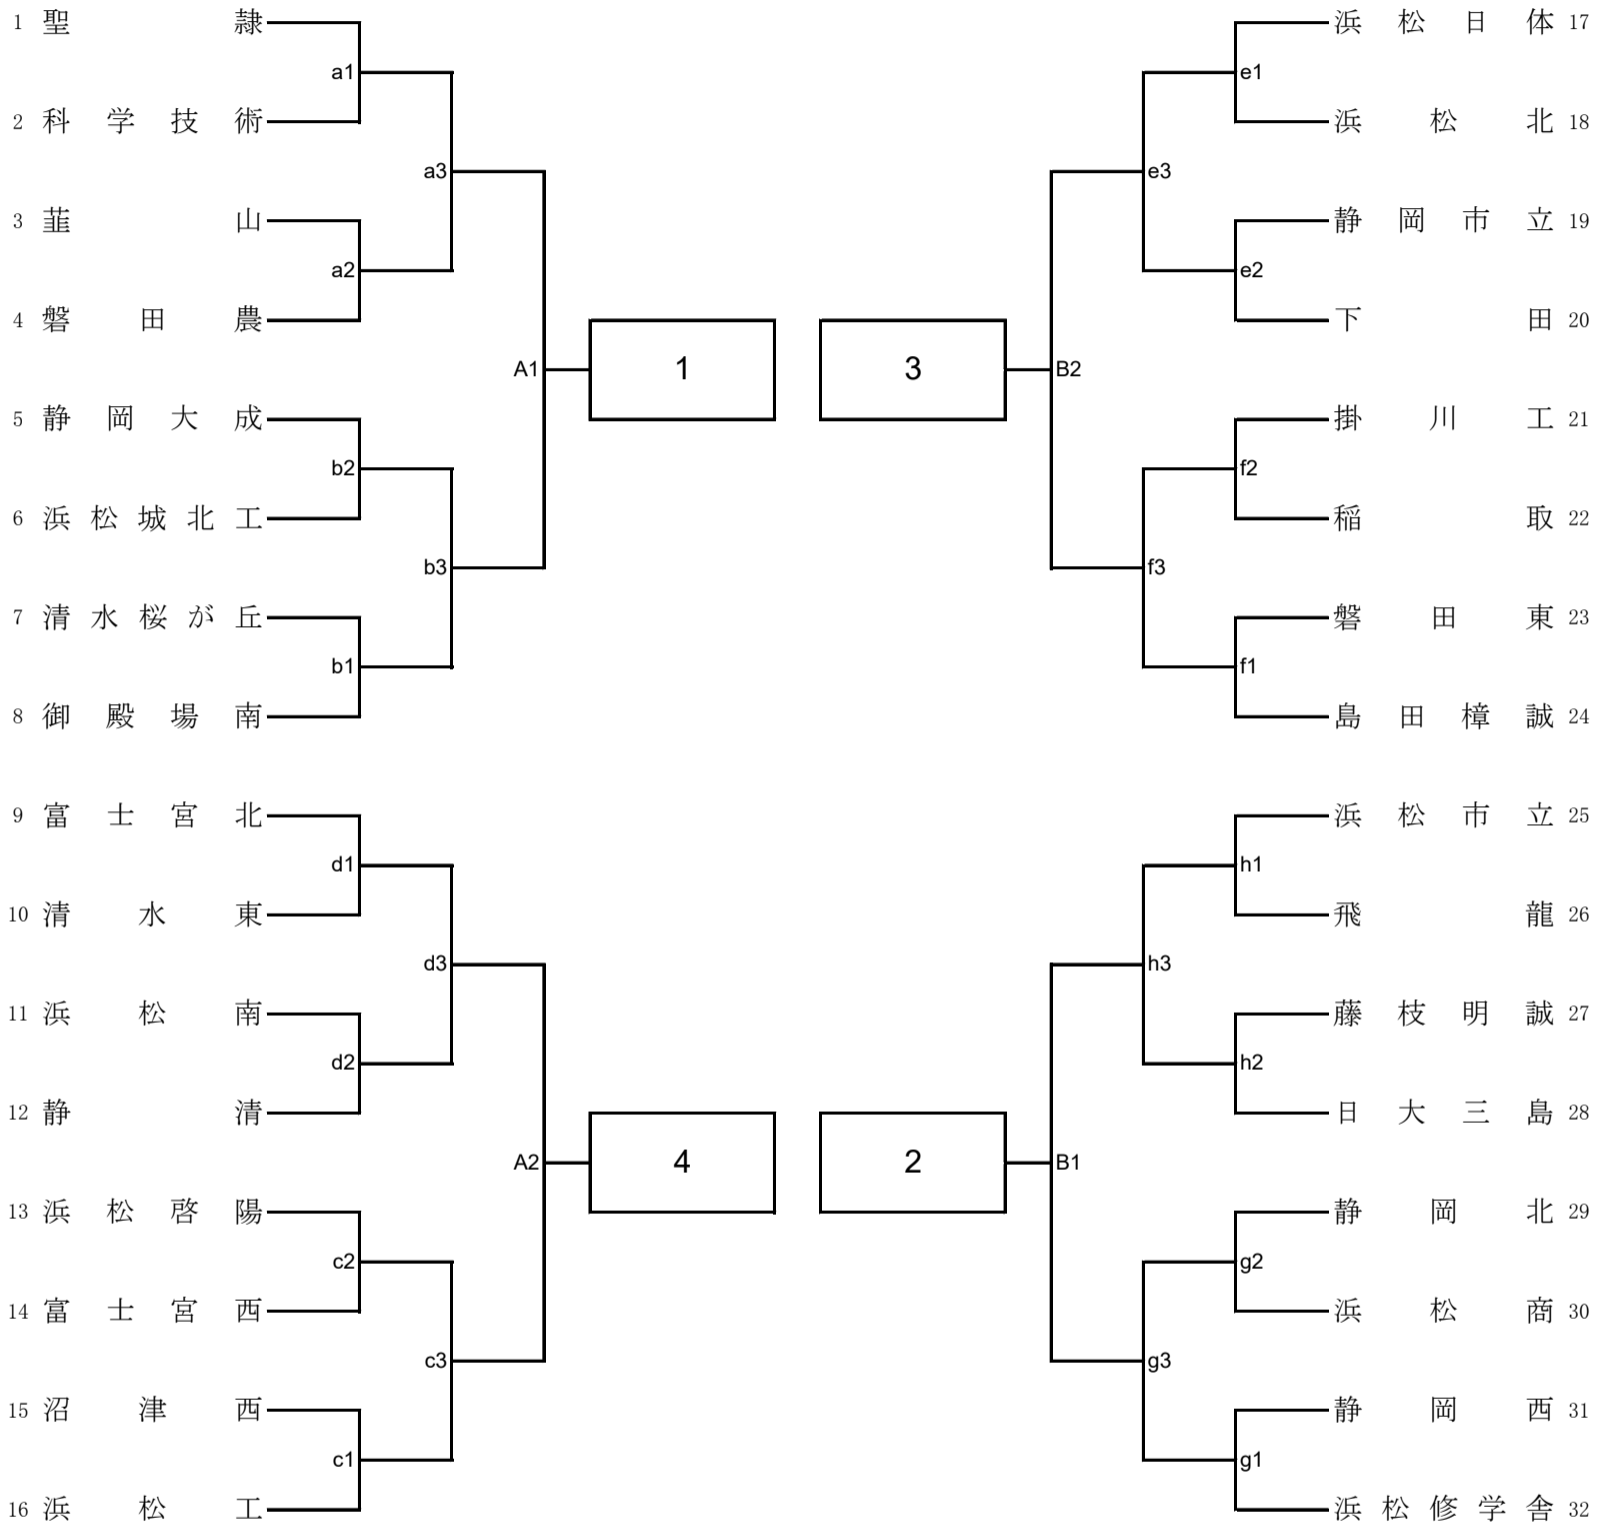 1 聖隷
a1
2 科学技術
a3
3 韮山
a2
4 磐田農
A1
1
5 静岡大成
b2
6 浜松城北工
b3
7 清水桜が丘
b1
8 御殿場南
9 富士宮北
d1
10 清水東
d3
11 浜松南
d2
12 静清
A2
4
13 浜松啓陽
c2
14 富士宮西
c3
15 沼津西
c1
16 浜松工
浜松日体 17
e1
浜松北 18
e3
静岡市立 19
e2
下田 20
3
B2
掛川工 21
f2
稲取 22
f3
磐田東 23
f1
島田樟誠 24
浜松市立 25
h1
飛龍 26
h3
藤枝明誠 27
h2
日大三島 28
2
B1
静岡北 29
g2
浜松商 30
g3
静岡西 31
g1
浜松修学舎 32